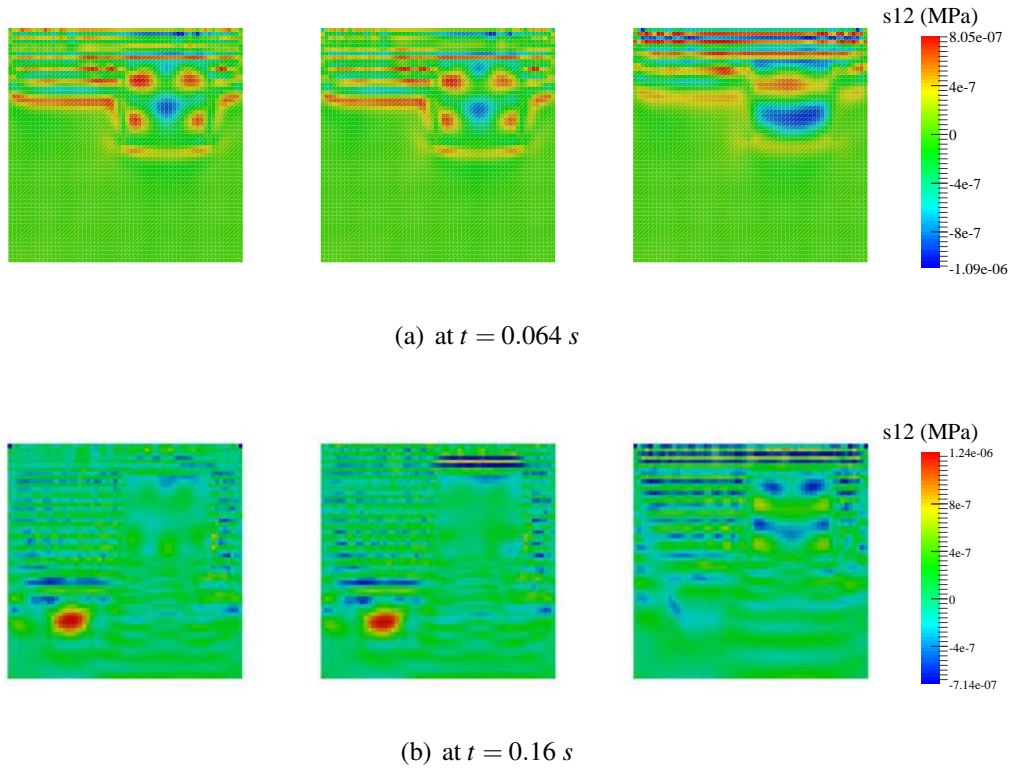 s12 (MPa)
8.05e-07
4e-7
0
-4e-7
-8e-7
-1.09e-06
(a) at t = 0.064 s
s12 (MPa)
1.24e-06
8e-7
4e-7
0
-4e-7
-7.14e-07
(b) at t = 0.16 s